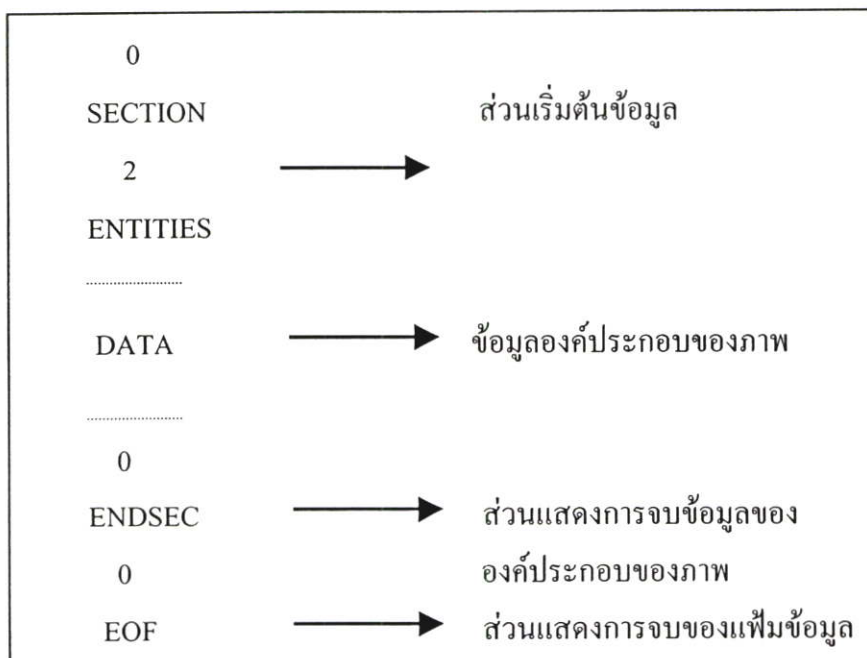 0
SECTION ส่วนเริ่มต้นข้อมูล
2
ENTITIES
......................
DATA ข้อมูลองค์ประกอบของภาพ
......................
0
ENDSEC ส่วนแสดงการจบข้อมูลของ
0 องค์ประกอบของภาพ
EOF ส่วนแสดงการจบของแฟ้มข้อมูล